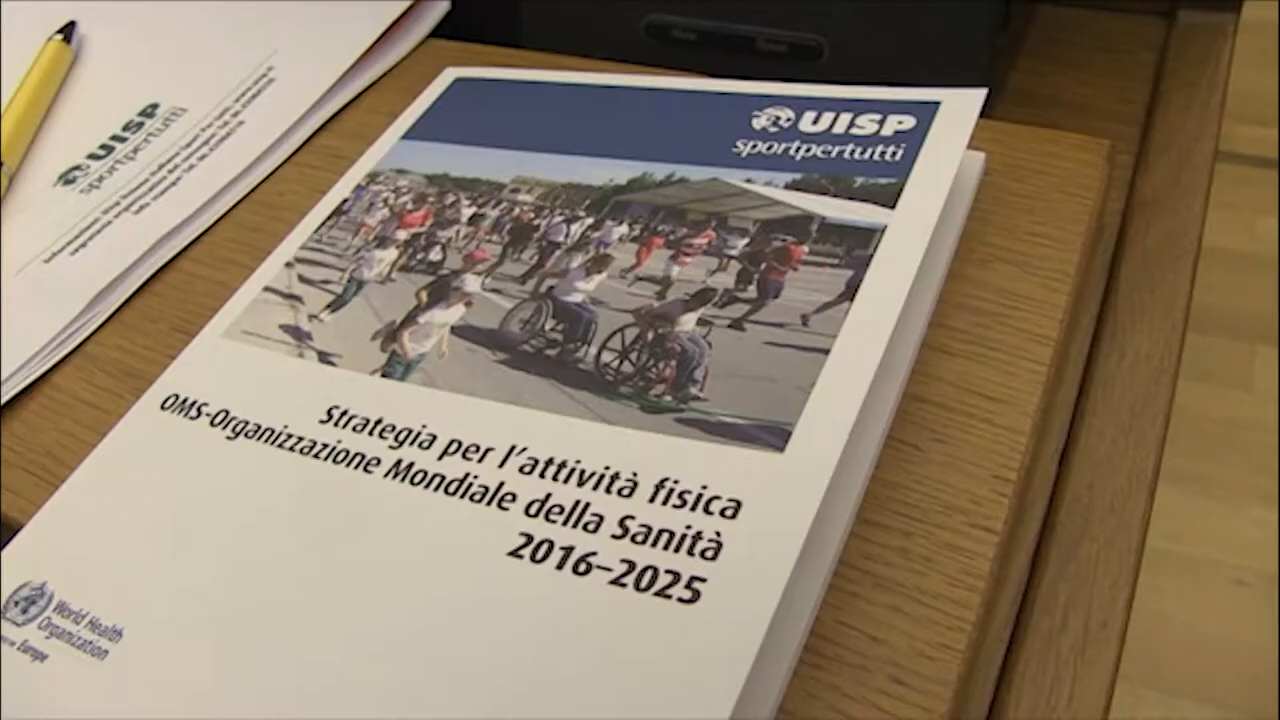 UISP
sportpertutti
UISP
sportpertutti
Strategia per l'attività fisica
OMS-Organizzazione Mondiale della Sanità
2016–2025
World Health
Organization
Europe